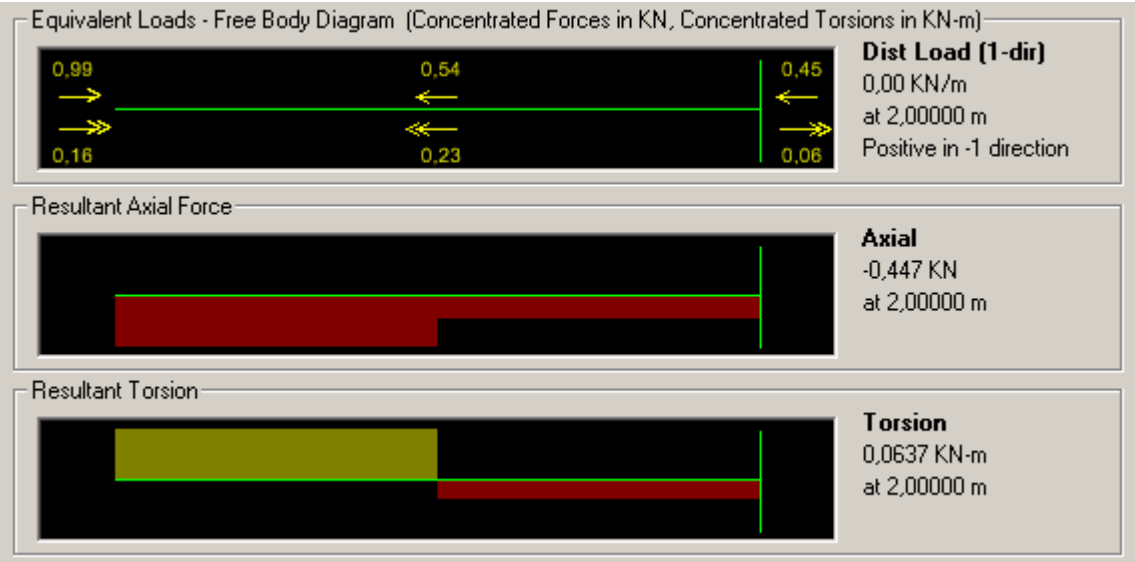 Equivalent Loads - Free Body Diagram (Concentrated Forces in KN, Concentrated Torsions in KN-m)
0,99 0,54 0,45
0,16 0,23 0,06
Dist Load (1-dir)
0,00 KN/m
at 2,00000 m
Positive in -1 direction
Resultant Axial Force
Axial
-0,447 KN
at 2,00000 m
Resultant Torsion
Torsion
0,0637 KN-m
at 2,00000 m